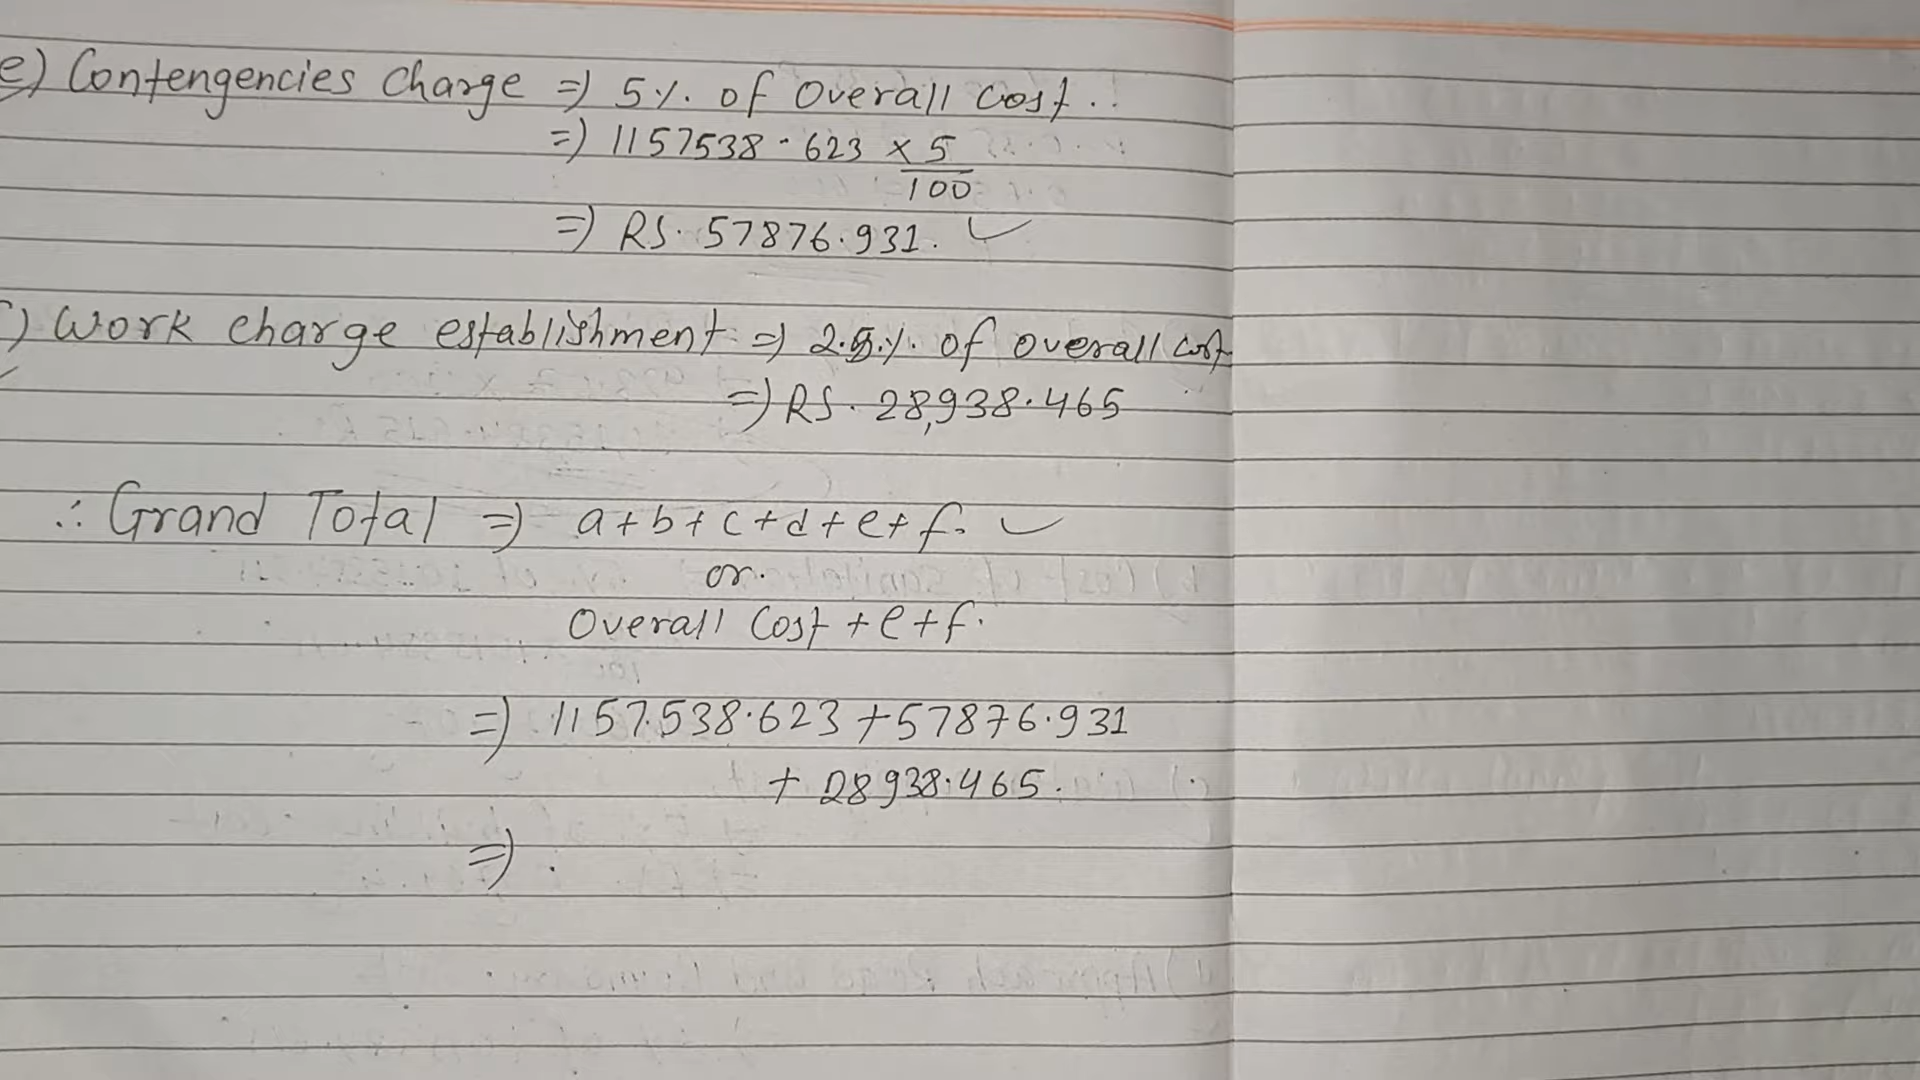 e) Contengencies Charge => 5%. of Overall Cost..
=> 1157538.623 x 5
100
=> RS. 57876.931.
) Work charge establishment => 2.5%. of overall cost
=> RS. 28,938.465
∴ Grand Total => a+b+c+d+e+f.
or.
Overall Cost + e+f.
=> 1157538.623+57876.931
+ 28938.465.
=> .